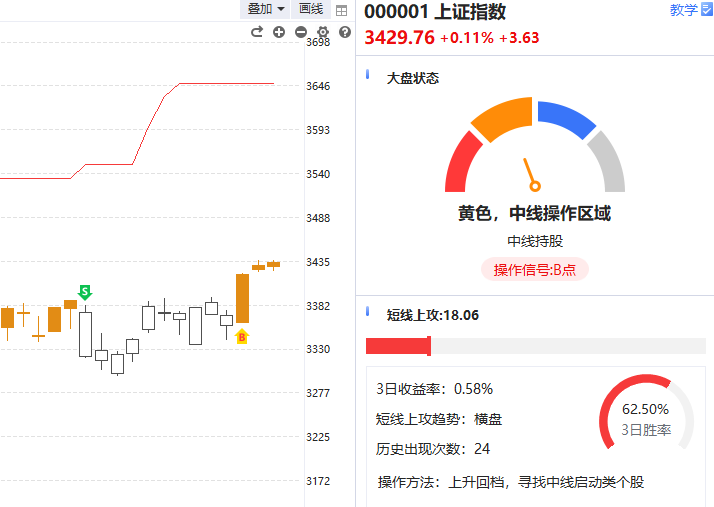 叠加 画线
3698
3646
3593
3540
3488
3435
3382
3330
3277
3225
3172
S
B
000001 上证指数 教学
3429.76 +0.11% +3.63
大盘状态
黄色，中线操作区域
中线持股
操作信号:B点
短线上攻:18.06
3日收益率：0.58%
短线上攻趋势：横盘
历史出现次数：24
62.50%
3日胜率
操作方法：上升回档，寻找中线启动类个股